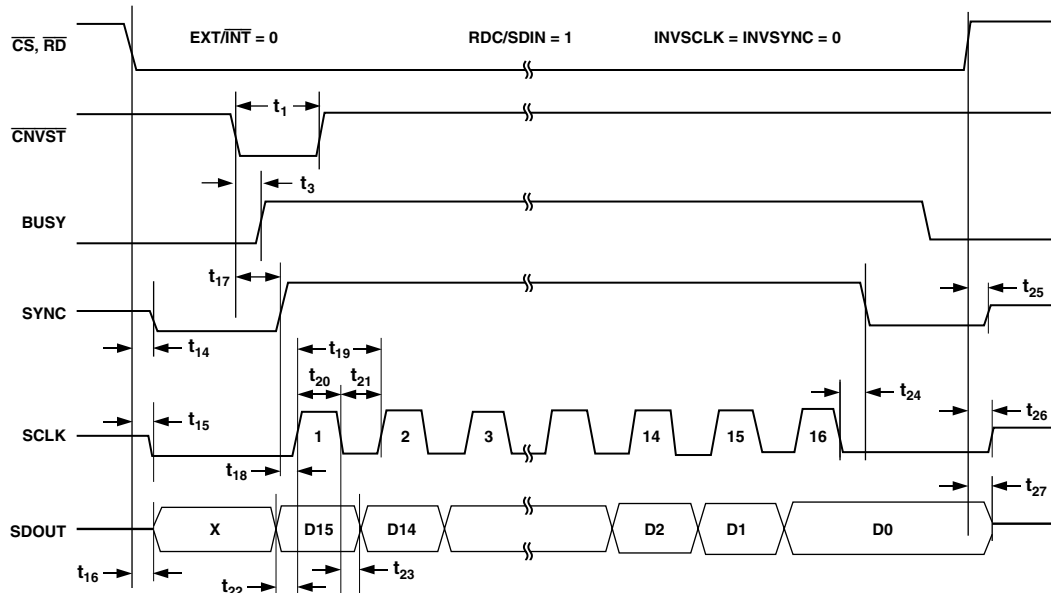 EXT/INT = 0 RDC/SDIN = 1 INVSCLK = INVSYNC = 0
CS, RD
t1
CNVST
t3
BUSY
t17
t25
SYNC
t14
t19
t20 t21
t24
t15 t26
SCLK 1 2 3 14 15 16
t18
t27
SDOUT X D15 D14 D2 D1 D0
t16 t22 t23